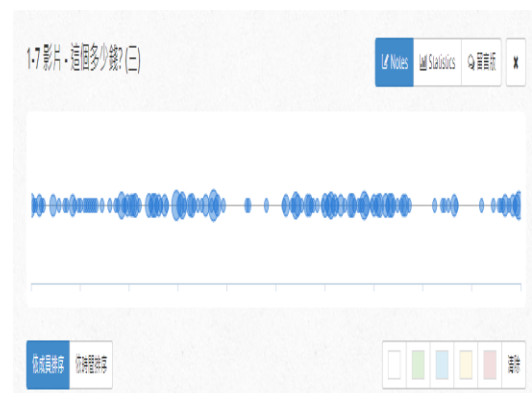 1-7 影片 - 這個多少錢? (三)
Notes
Statistics
留言版
x
依成員排序
依時間排序
清除